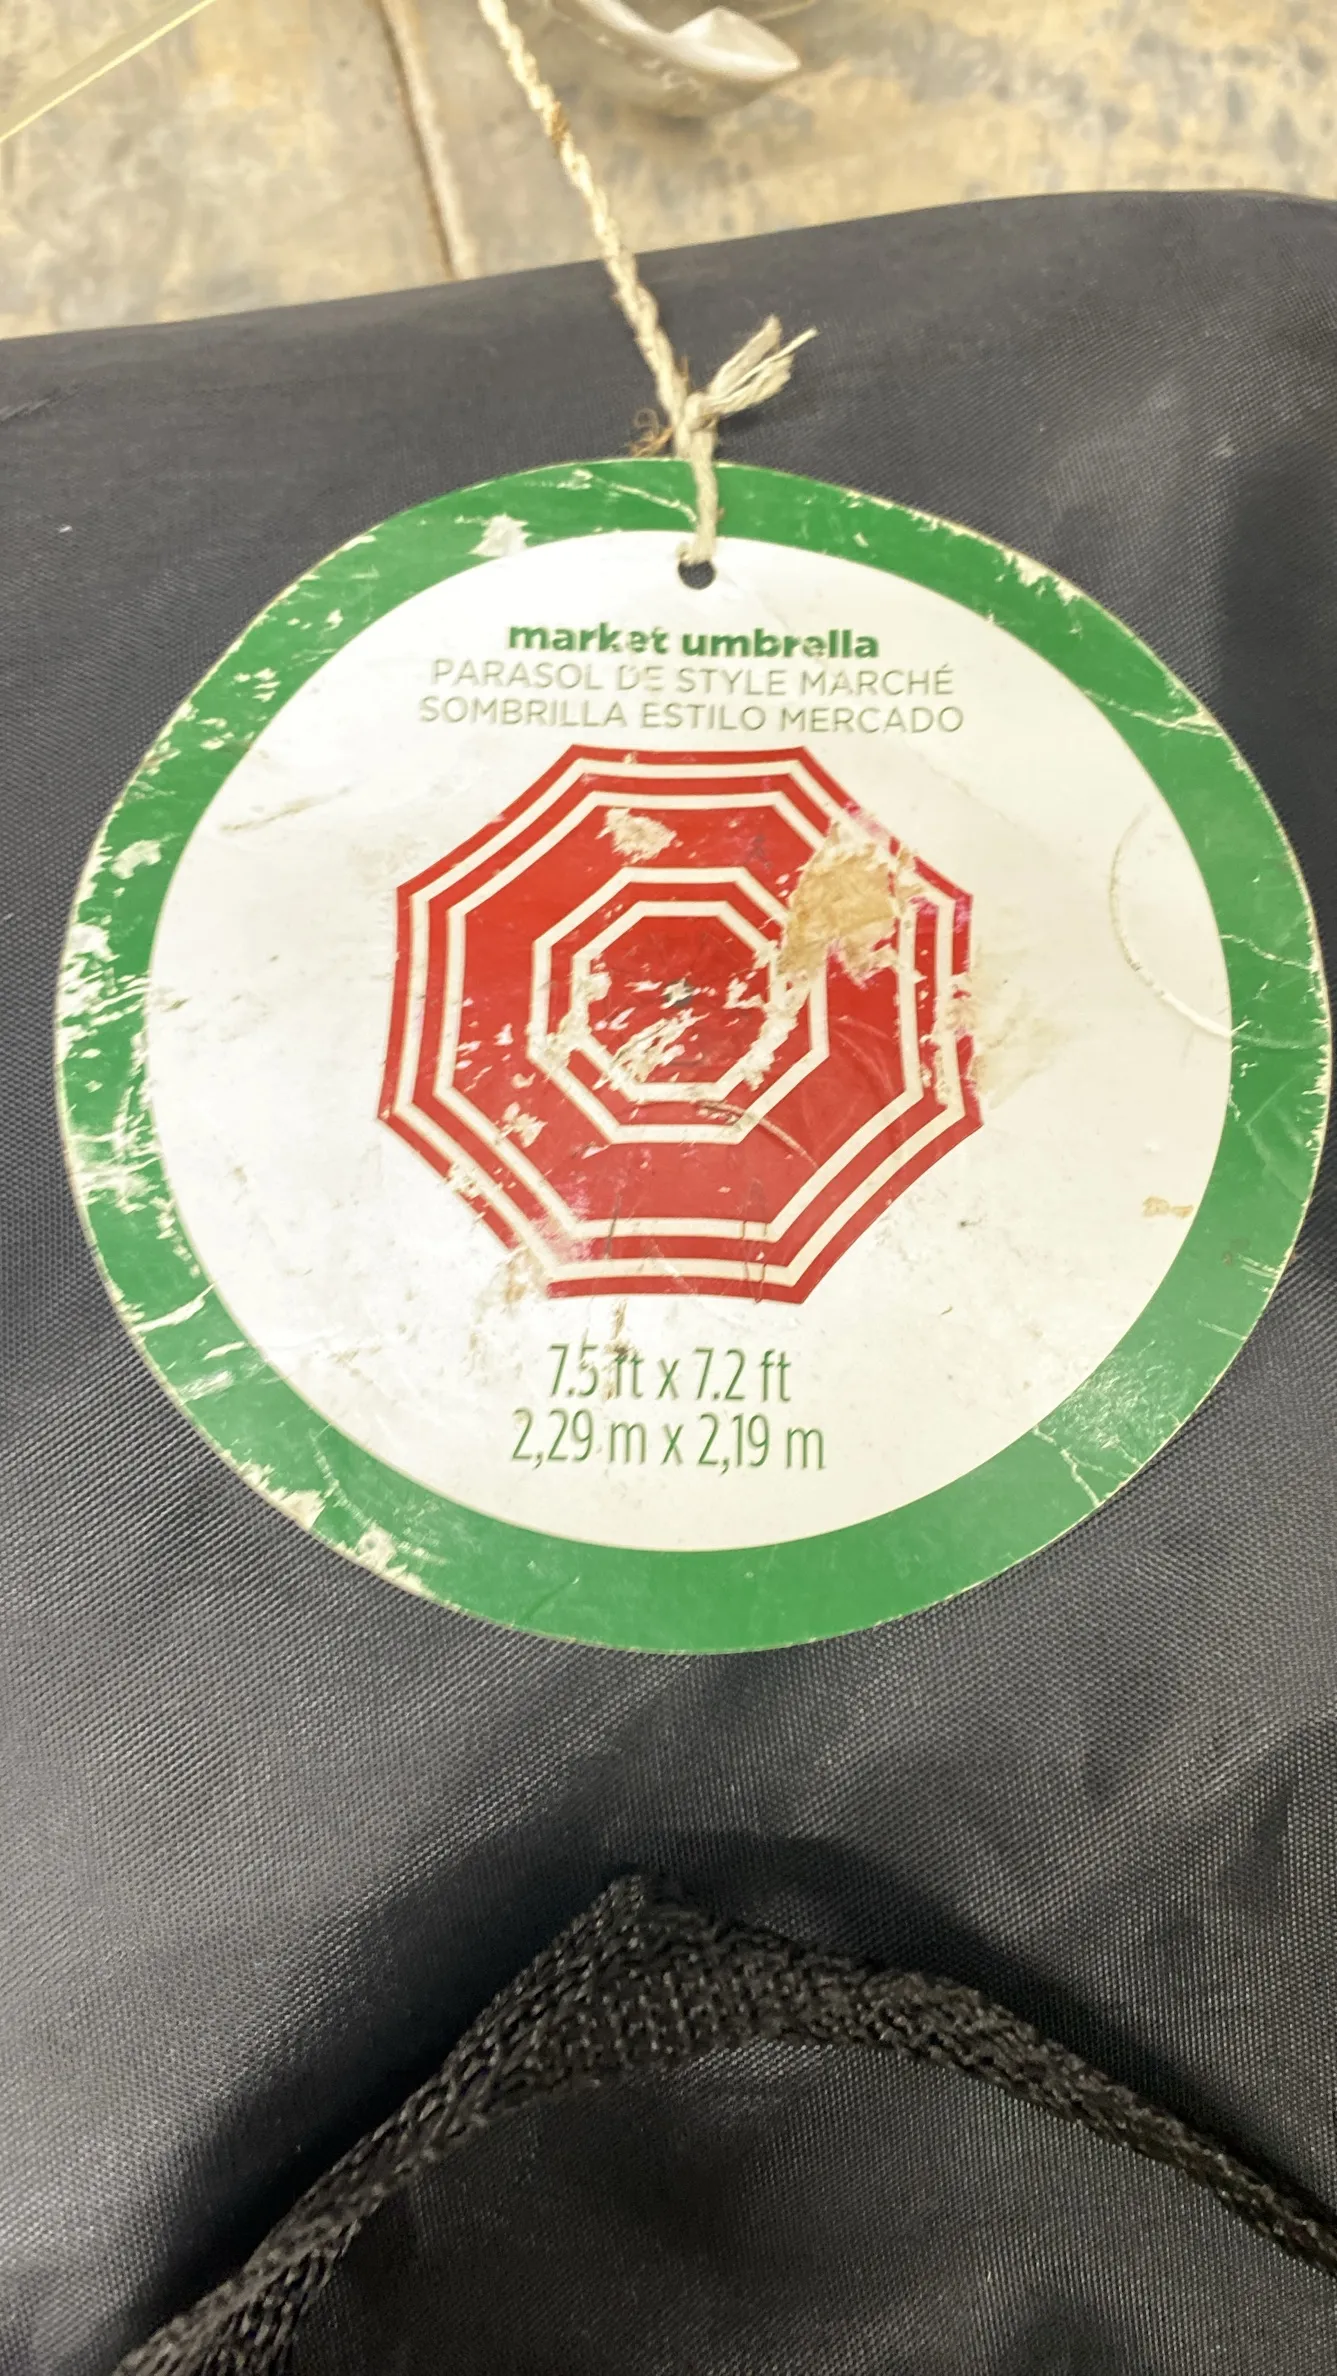 market umbrella
PARASOL DE STYLE MARCHÉ
SOMBRILLA ESTILO MERCADO
7.5 ft x 7.2 ft
2,29 m x 2,19 m